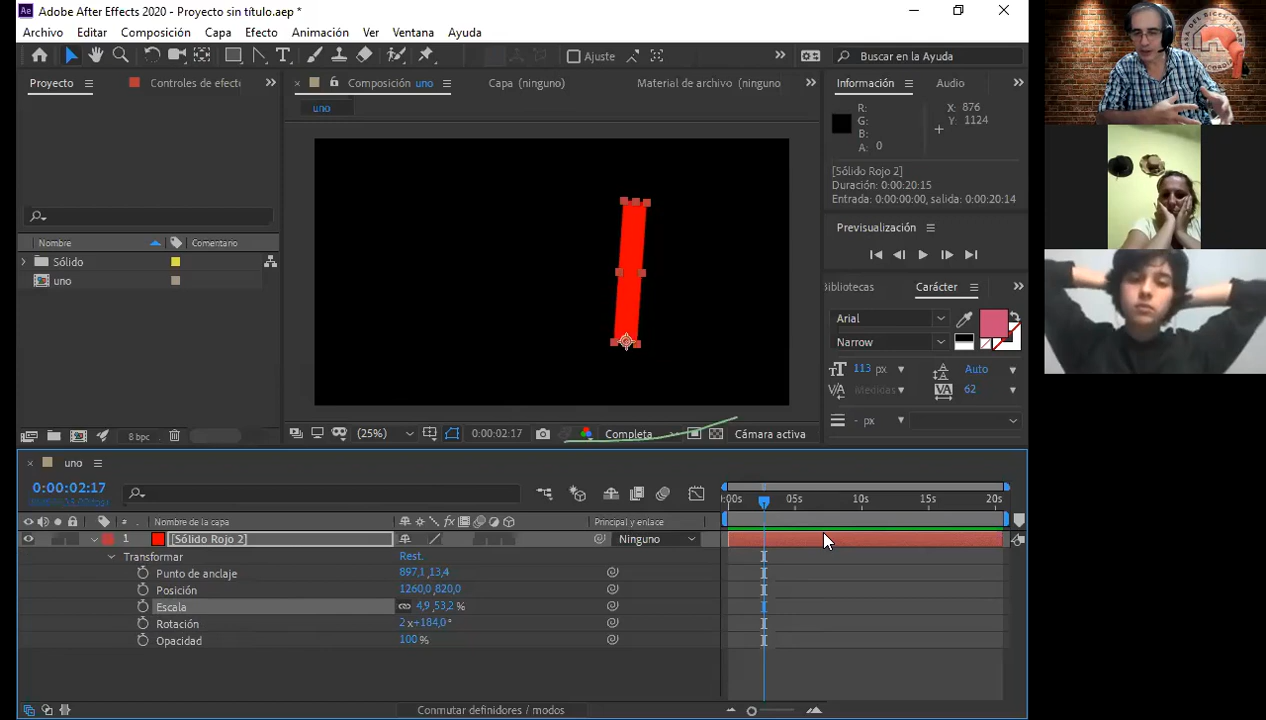 Adobe After Effects 2020 - Proyecto sin título.aep *
Archivo Editar Composición Capa Efecto Animación Ver Ventana Ayuda
Ajuste
Buscar en la Ayuda
Proyecto
Controles de efect
Composición uno
Capa (ninguno)
Material de archivo (ninguno
Información
Audio
uno
R:
G:
B:
A: 0
X: 876
Y: 1124
[Sólido Rojo 2]
Duración: 0:00:20:15
Entrada: 0:00:00:00, salida: 0:00:20:14
Previsualización
Nombre
Comentario
Sólido
uno
Bibliotecas
Carácter
Arial
Narrow
113 px
Auto
Medidas
62
- px
8 bpc
(25%)
0:00:02:17
Completa
Cámara activa
uno
0:00:02:17
:00s 05s 10s 15s 20s
#
Nombre de la capa
Principal y enlace
1
[Sólido Rojo 2]
Ninguno
Transformar
Rest.
Punto de anclaje
897,1 ,13,4
Posición
1260,0 ,820,0
Escala
4,9 ,53,2 %
Rotación
2 x+184,0°
Opacidad
100 %
Conmutar definidores / modos